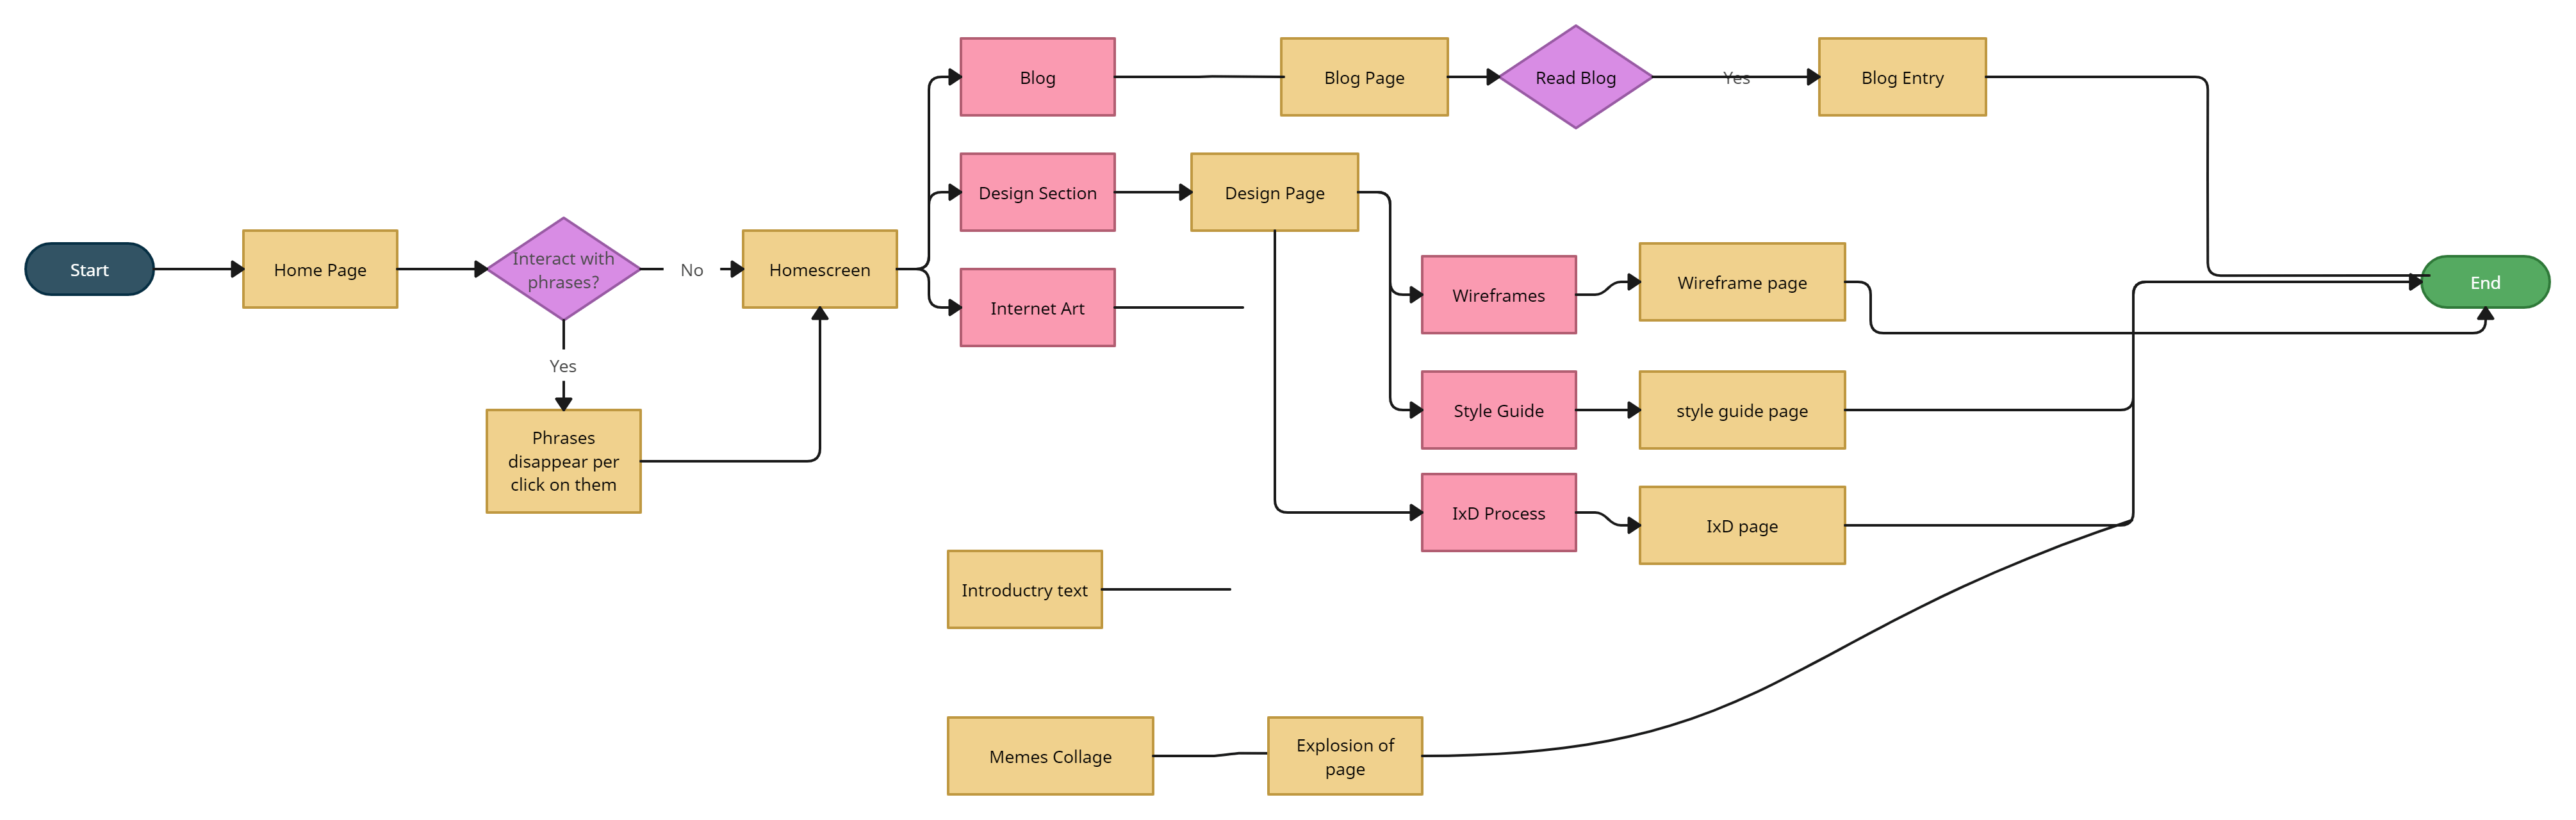 Start
Home Page
Interact with
phrases?
No
Yes
Phrases
disappear per
click on them
Homescreen
Blog
Blog Page
Read Blog
Yes
Blog Entry
Design Section
Design Page
Internet Art
Wireframes
Wireframe page
Style Guide
style guide page
IxD Process
IxD page
End
Introductry text
Memes Collage
Explosion of
page